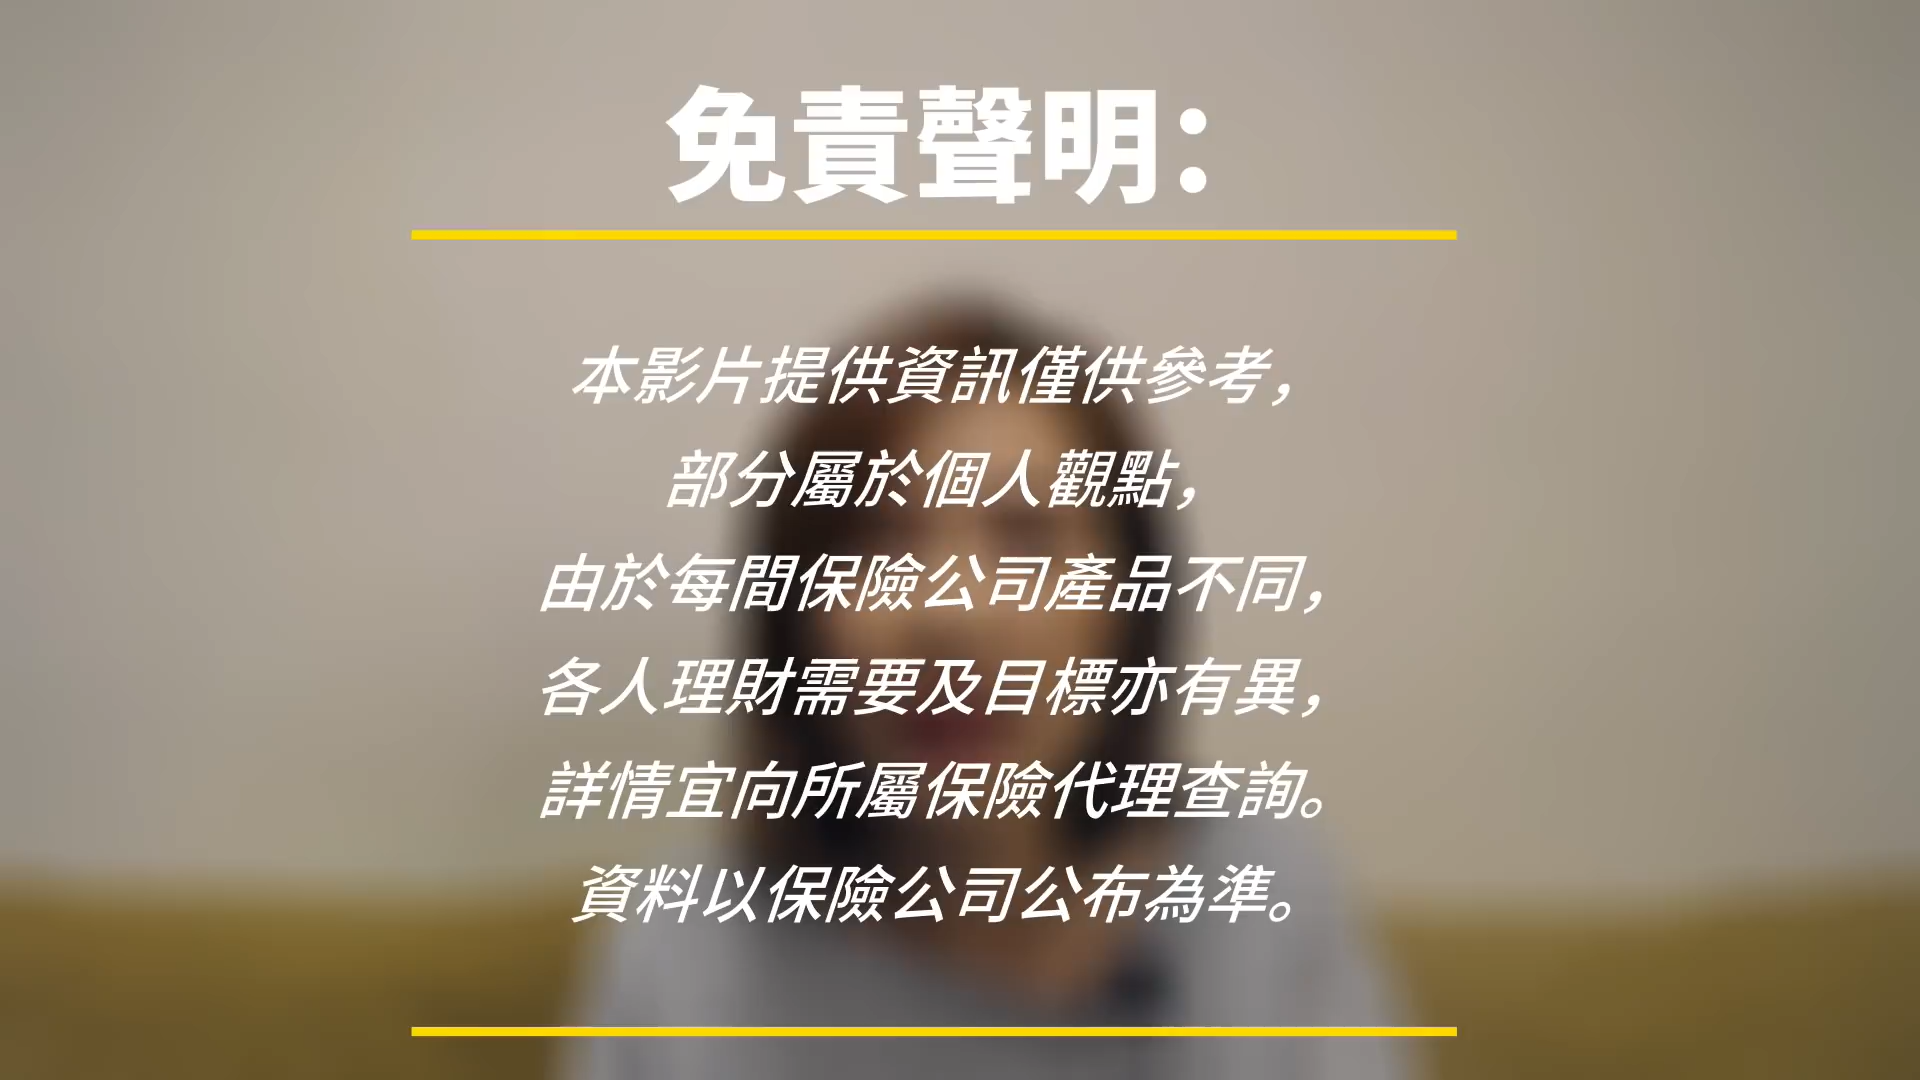 免責聲明：
本影片提供資訊僅供參考，
部分屬於個人觀點，
由於每間保險公司產品不同，
各人理財需要及目標亦有異，
詳情宜向所屬保險代理查詢。
資料以保險公司公布為準。